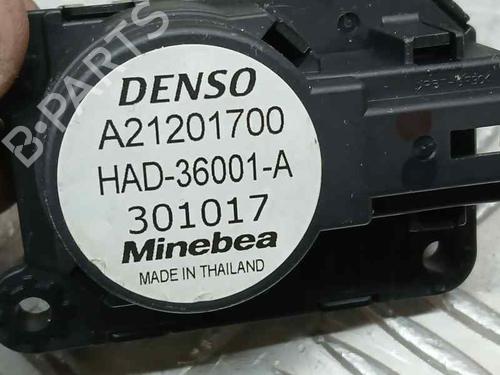 DENSO
A21201700
HAD-36001-A
301017
Minebea
MADE IN THAILAND
B-PARTS